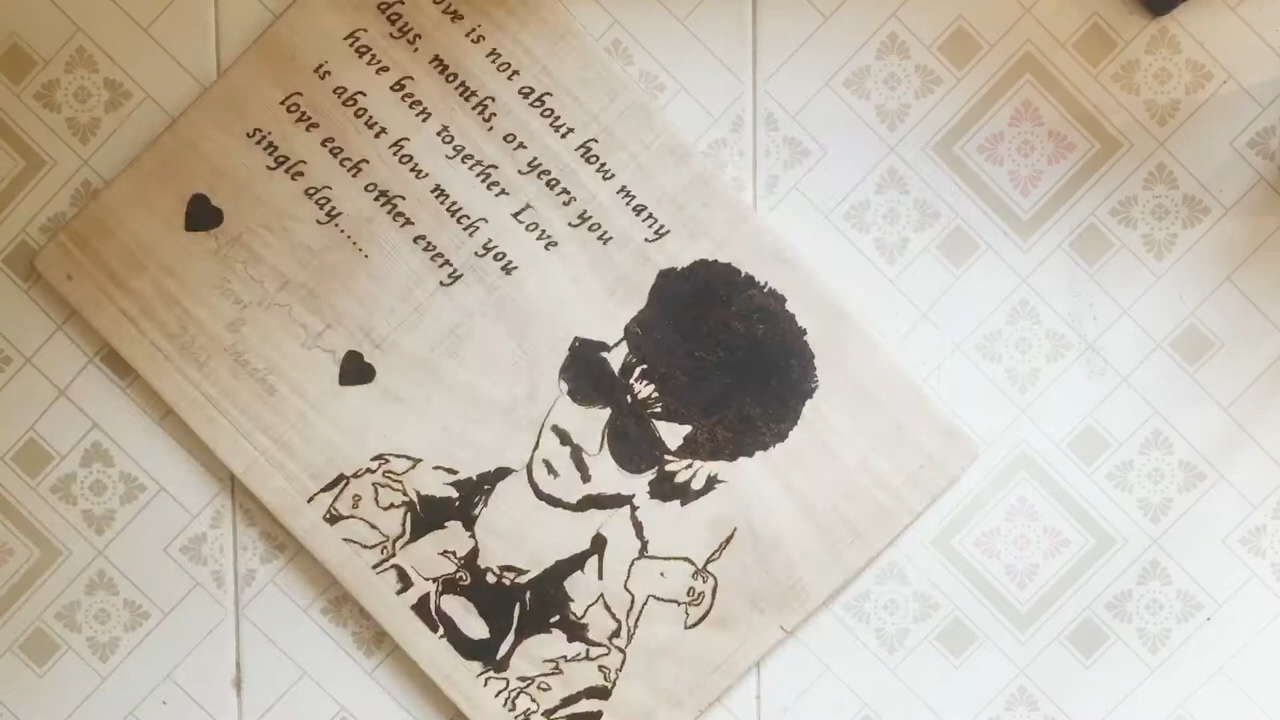 ove is not about how many
days, months, or years you
have been together Love
is about how much you
love each other every
single day.....